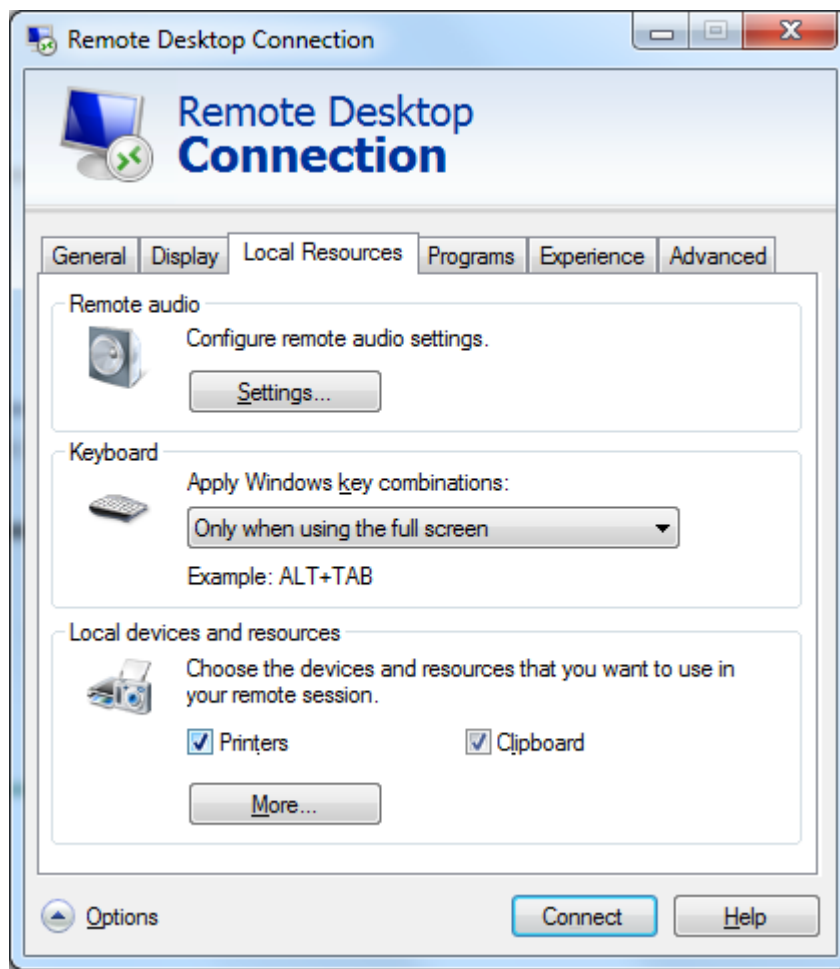 Remote Desktop Connection
Remote Desktop
Connection
General Display Local Resources Programs Experience Advanced
Remote audio
Configure remote audio settings.
Settings...
Keyboard
Apply Windows key combinations:
Only when using the full screen
Example: ALT+TAB
Local devices and resources
Choose the devices and resources that you want to use in
your remote session.
Printers Clipboard
More...
Options Connect Help